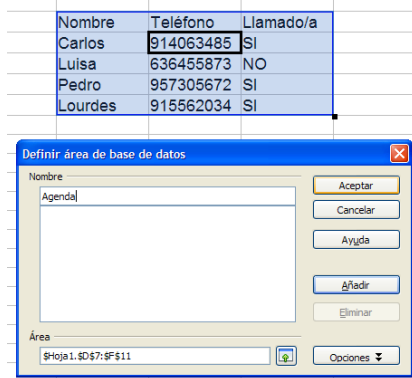 Nombre Teléfono Llamado/a
Carlos 914063485 SI
Luisa 636455873 NO
Pedro 957305672 SI
Lourdes 915562034 SI
Definir área de base de datos
Nombre
Agenda
Aceptar
Cancelar
Ayuda
Añadir
Eliminar
Área
$Hoja1.$D$7:$F$11
Opciones